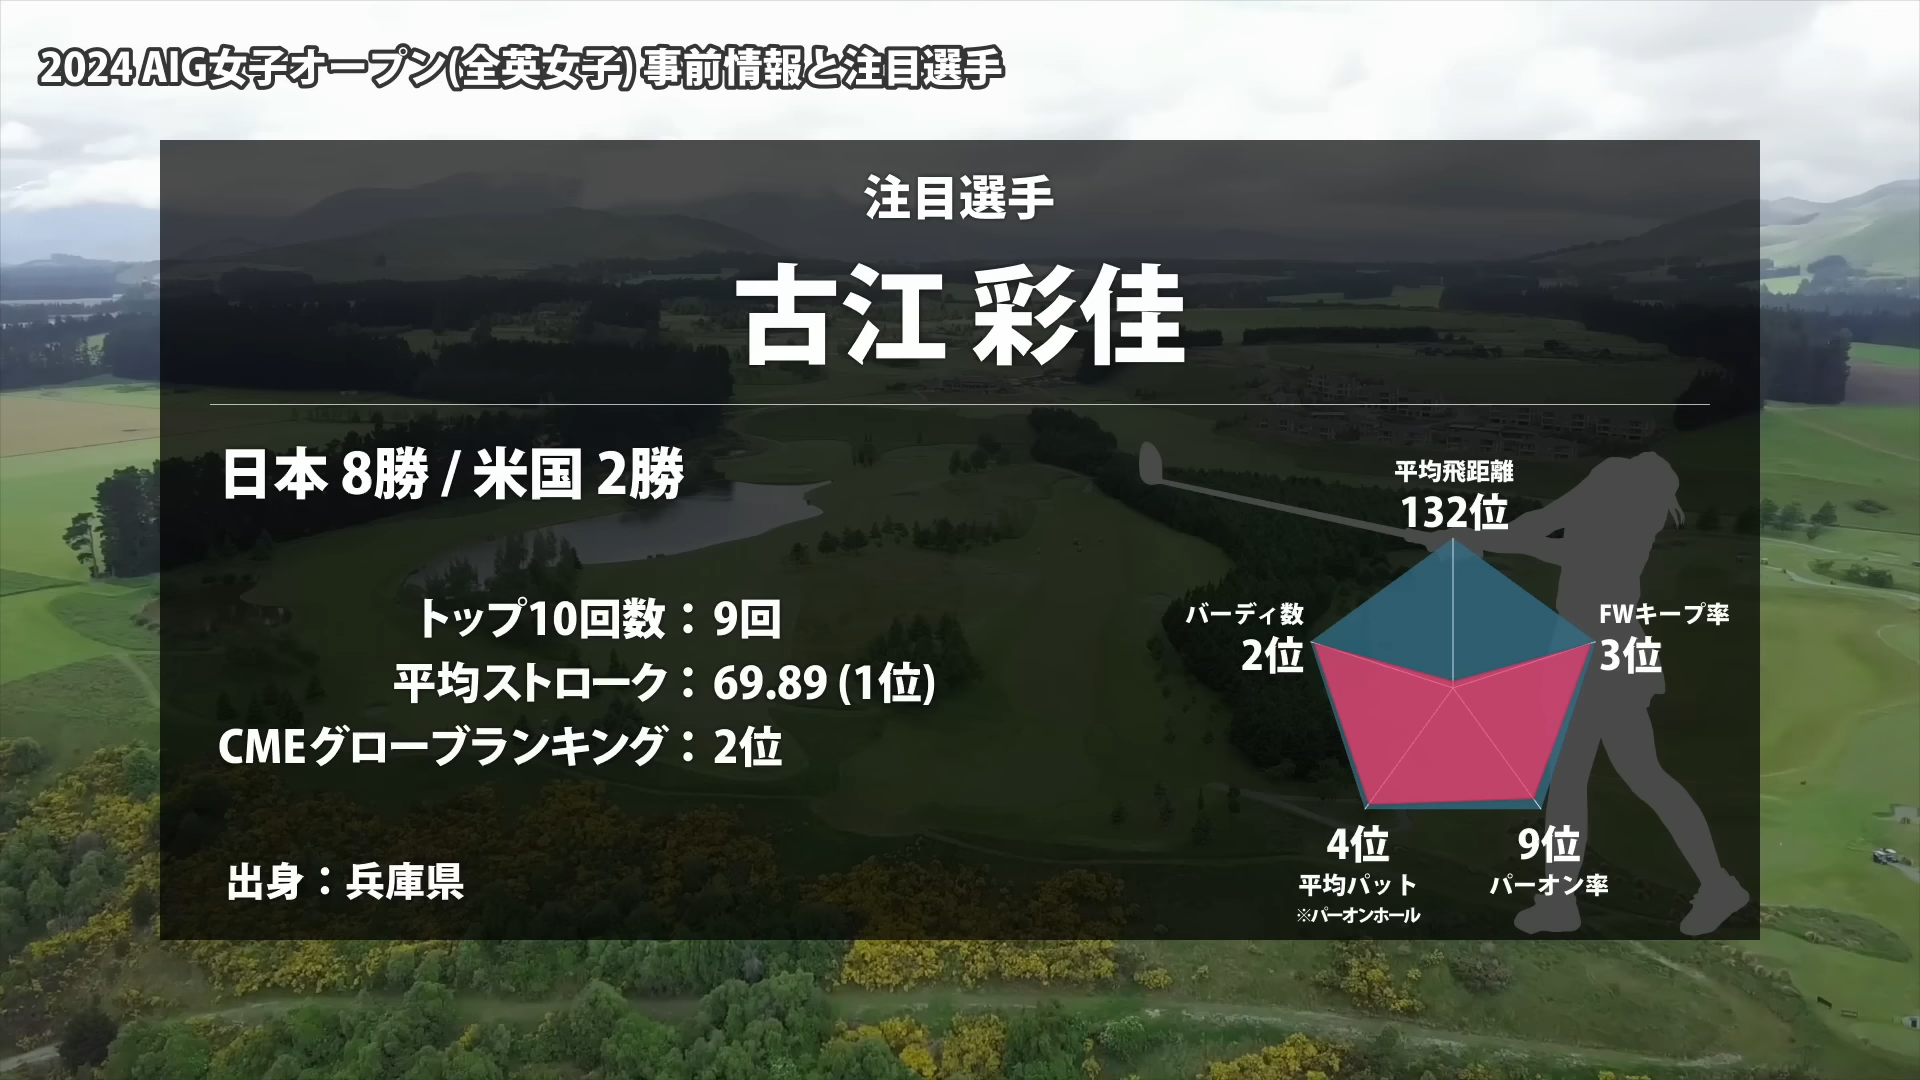 2024 AIG女子オープン(全英女子) 事前情報と注目選手
注目選手
古江 彩佳
日本 8勝 / 米国 2勝
トップ10回数：9回
平均ストローク：69.89 (1位)
CMEグローブランキング：2位
出身：兵庫県
平均飛距離
132位
バーディ数
2位
FWキープ率
3位
4位
平均パット
※パーオンホール
9位
パーオン率